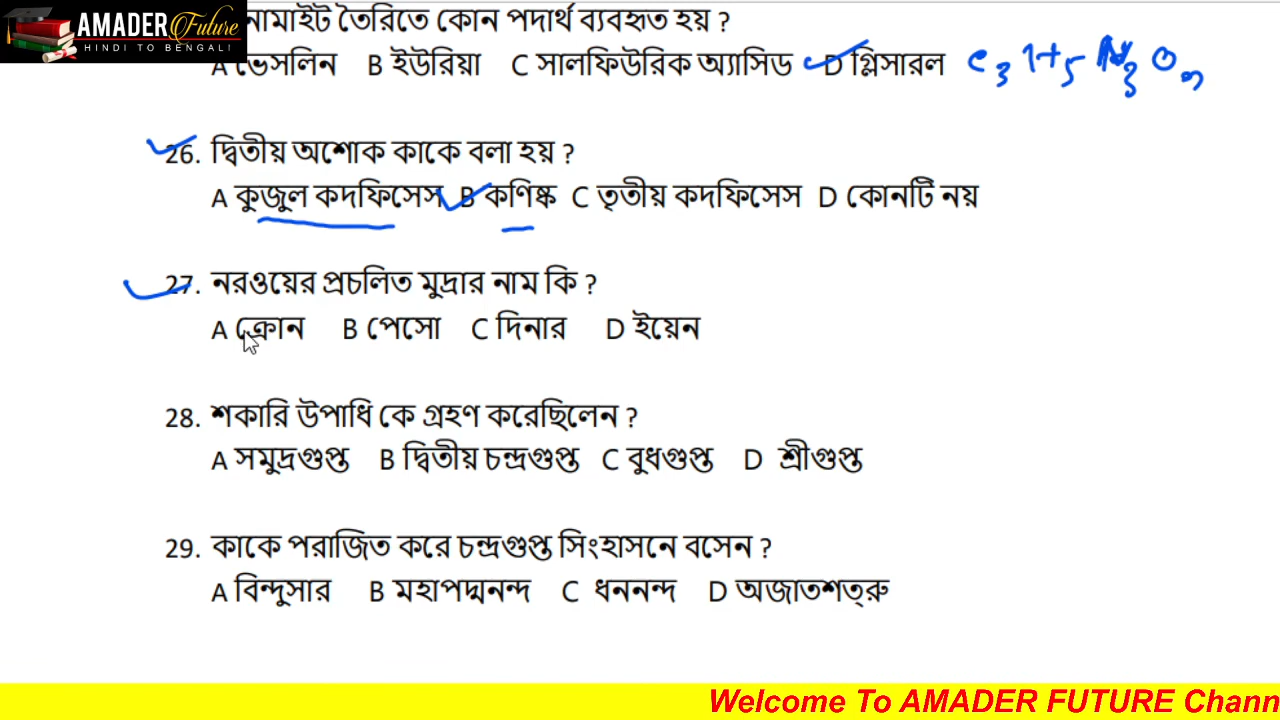 AMADER Future
HINDI TO BENGALI
নামাইট তৈরিতে কোন পদার্থ ব্যবহৃত হয় ?
A ভেসলিন B ইউরিয়া C সালফিউরিক অ্যাসিড D গ্লিসারল C3H5N3O9
26. দ্বিতীয় অশোক কাকে বলা হয় ?
A কুজুল কদফিসেস B কণিষ্ক C তৃতীয় কদফিসেস D কোনটি নয়
27. নরওয়ের প্রচলিত মুদ্রার নাম কি ?
A ক্রোন B পেসো C দিনার D ইয়েন
28. শকারি উপাধি কে গ্রহণ করেছিলেন ?
A সমুদ্রগুপ্ত B দ্বিতীয় চন্দ্রগুপ্ত C বুধগুপ্ত D শ্রীগুপ্ত
29. কাকে পরাজিত করে চন্দ্রগুপ্ত সিংহাসনে বসেন ?
A বিন্দুসার B মহাপদ্মনন্দ C ধননন্দ D অজাতশত্রু
Welcome To AMADER FUTURE Chann